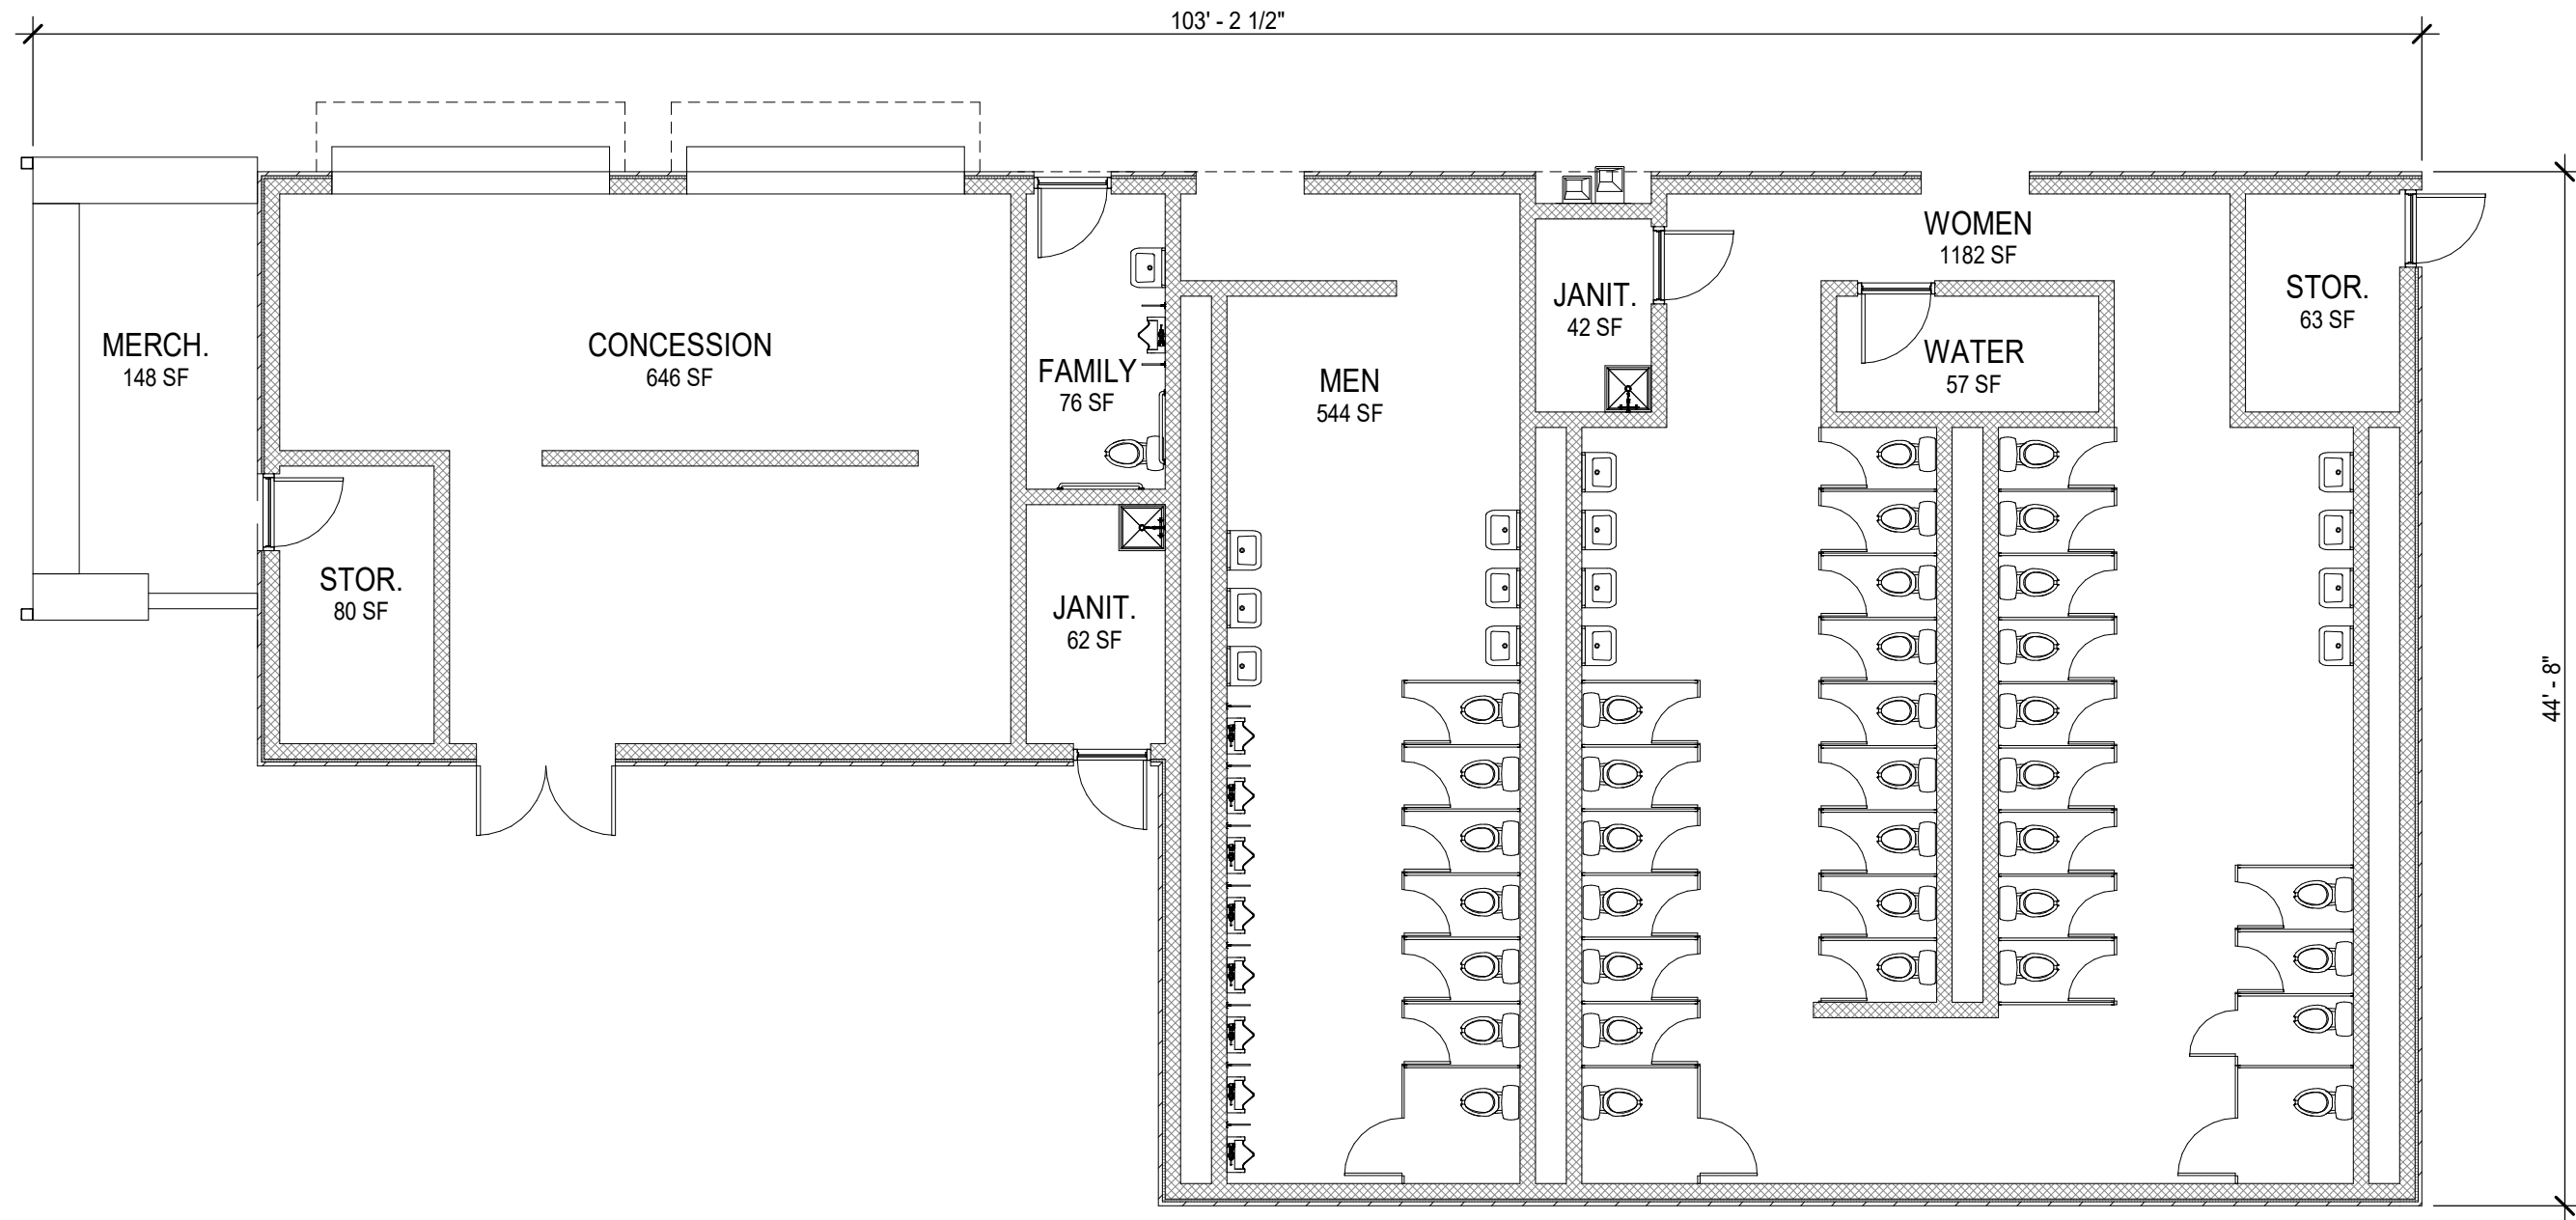 103' - 2 1/2"
WOMEN
1182 SF
JANIT.
42 SF
STOR.
63 SF
MERCH.
148 SF
CONCESSION
646 SF
FAMILY
76 SF
MEN
544 SF
WATER
57 SF
STOR.
80 SF
JANIT.
62 SF
44' - 8"